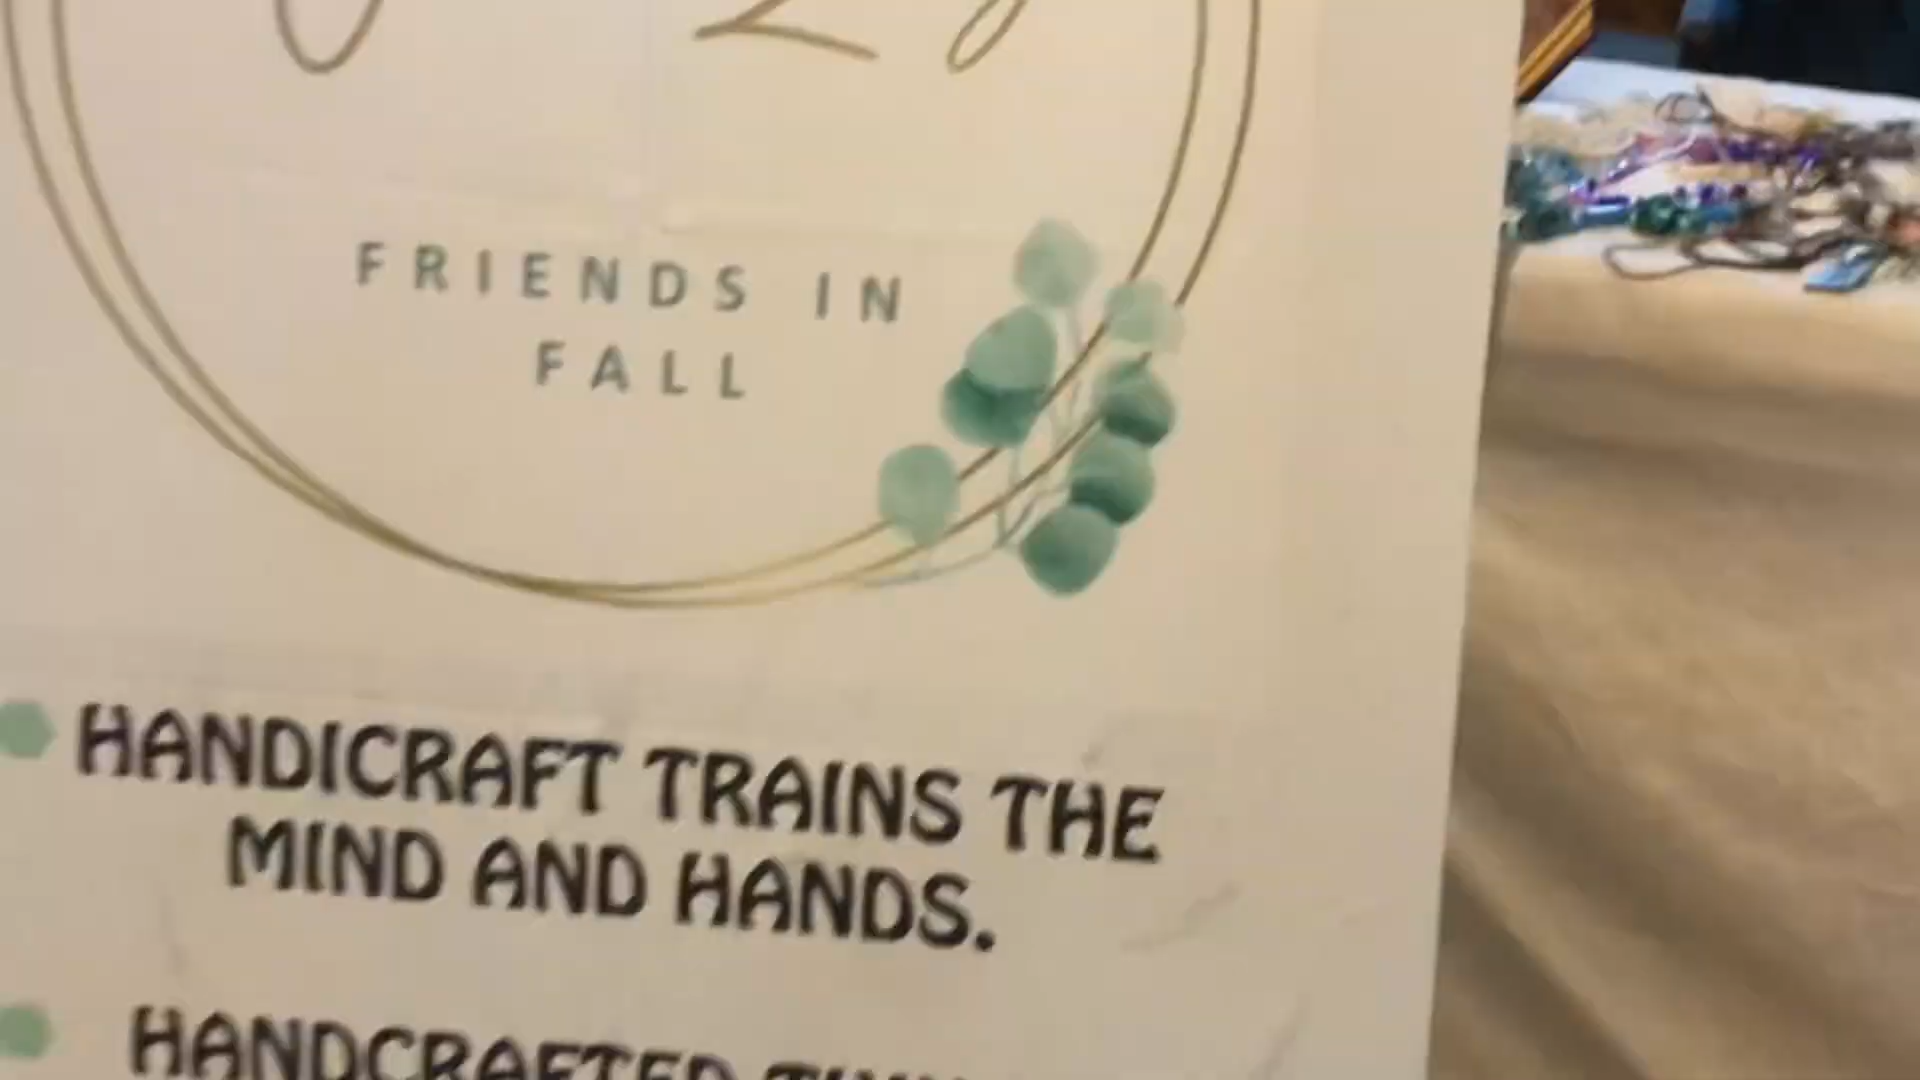 FRIENDS IN
FALL
HANDICRAFT TRAINS THE
MIND AND HANDS.
HANDCRAFTED